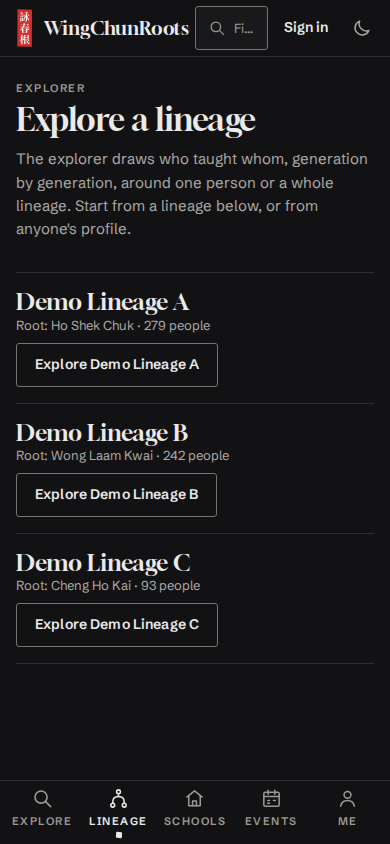 詠春根
WingChunRoots
Fi...
Sign in
EXPLORER
Explore a lineage
The explorer draws who taught whom, generation
by generation, around one person or a whole
lineage. Start from a lineage below, or from
anyone's profile.
Demo Lineage A
Root: Ho Shek Chuk · 279 people
Explore Demo Lineage A
Demo Lineage B
Root: Wong Laam Kwai · 242 people
Explore Demo Lineage B
Demo Lineage C
Root: Cheng Ho Kai · 93 people
Explore Demo Lineage C
EXPLORE
LINEAGE
SCHOOLS
EVENTS
ME